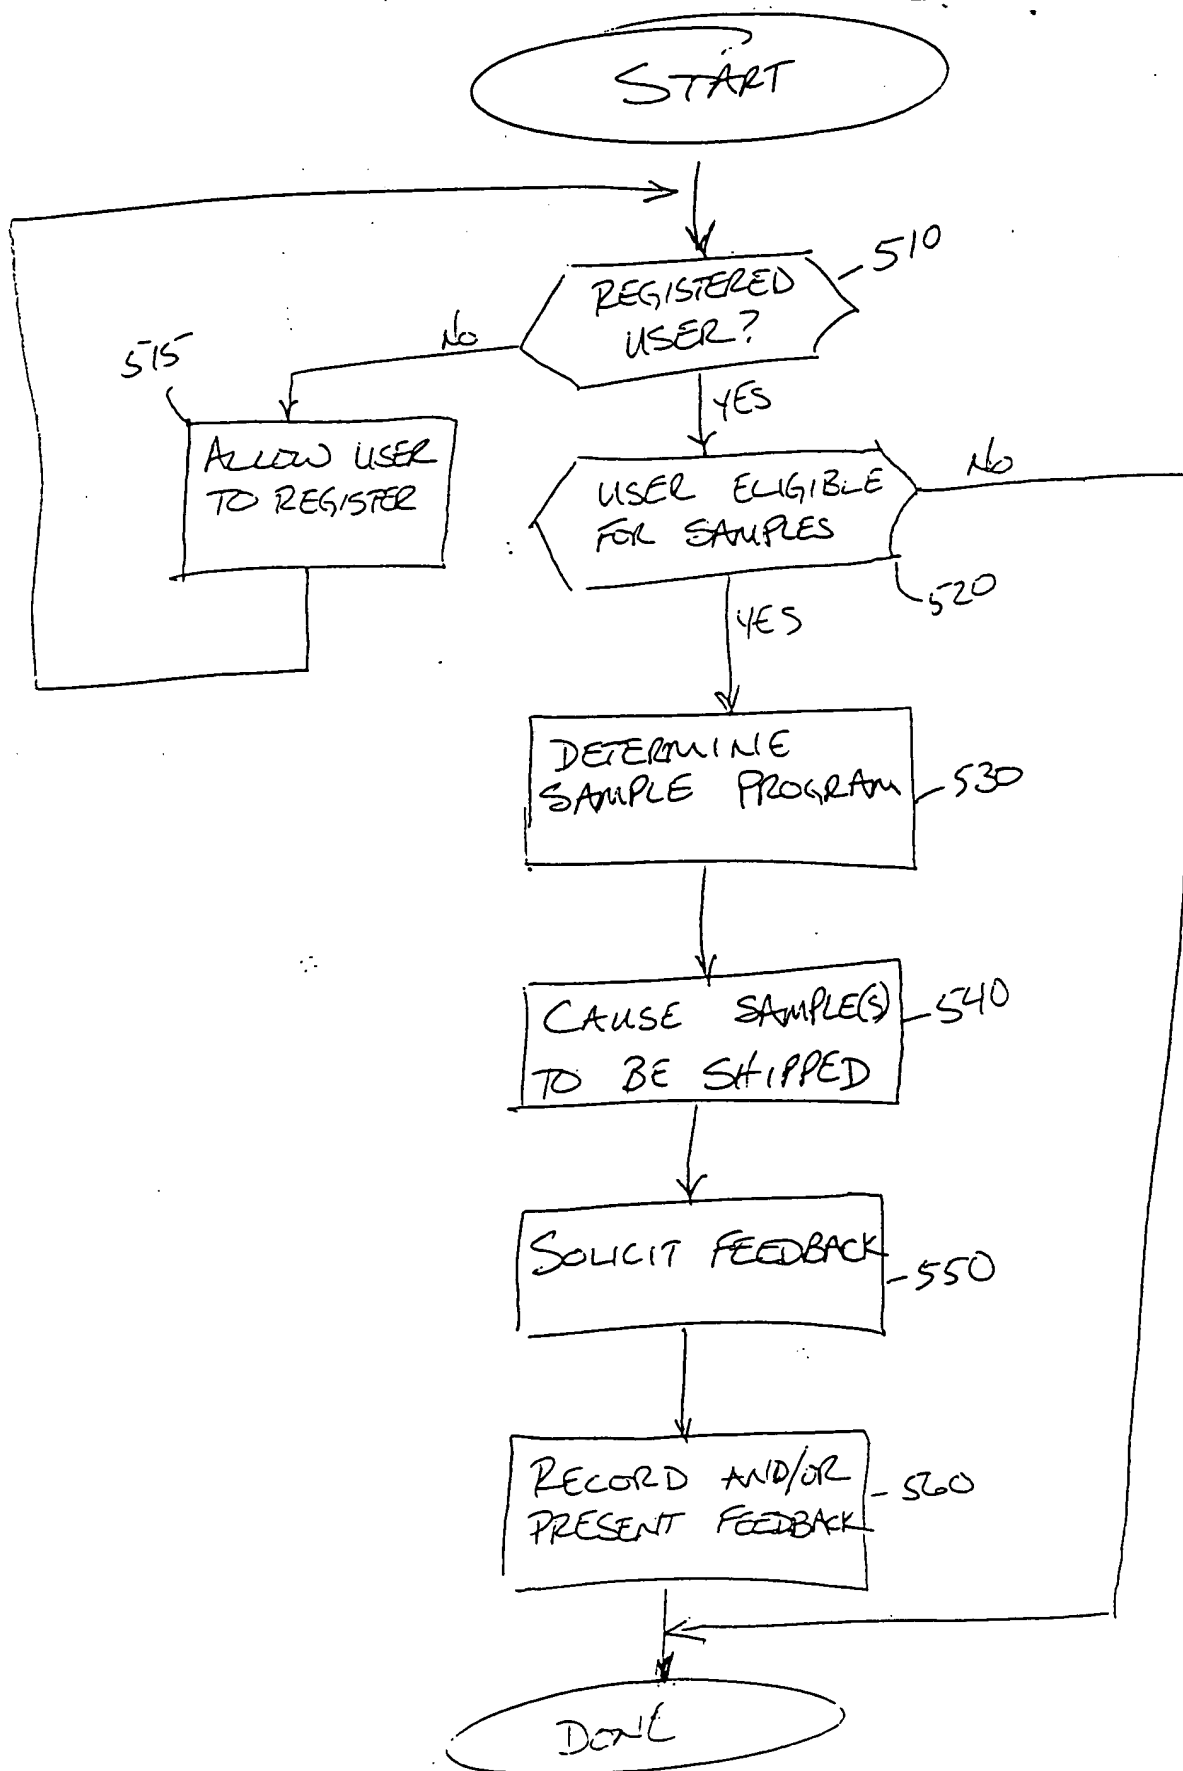 START
510
REGISTERED
USER?
No
515
YES
ALLOW USER
TO REGISTER
No
USER ELIGIBLE
FOR SAMPLES
520
YES
DETERMINE
SAMPLE PROGRAM
530
CAUSE SAMPLE(S)
TO BE SHIPPED
540
SOLICIT FEEDBACK
550
RECORD AND/OR
PRESENT FEEDBACK
560
DONE